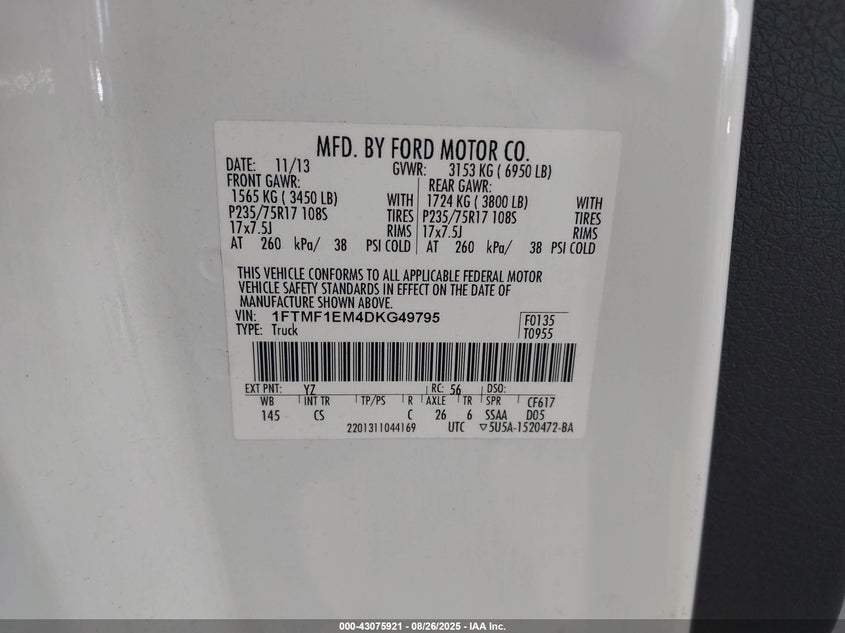 MFD. BY FORD MOTOR CO.
DATE: 11/13 GVWR: 3153 KG ( 6950 LB)
FRONT GAWR: REAR GAWR:
1565 KG ( 3450 LB) WITH 1724 KG ( 3800 LB) WITH
P235/75R17 108S TIRES P235/75R17 108S TIRES
17x7.5J RIMS 17x7.5J RIMS
AT 260 kPa/ 38 PSI COLD AT 260 kPa/ 38 PSI COLD
THIS VEHICLE CONFORMS TO ALL APPLICABLE FEDERAL MOTOR
VEHICLE SAFETY STANDARDS IN EFFECT ON THE DATE OF
MANUFACTURE SHOWN ABOVE.
VIN: 1FTMF1EM4DKG49795 F0135
TYPE: Truck T0955
EXT PNT: YZ RC: 56 DSO:
WB INT TR TP/PS R AXLE TR SPR CF617
145 CS C 26 6 SSAA D05
2201311044169 UTC ▽5U5A-1520472-BA
000-43075921 - 08/26/2025 - IAA Inc.